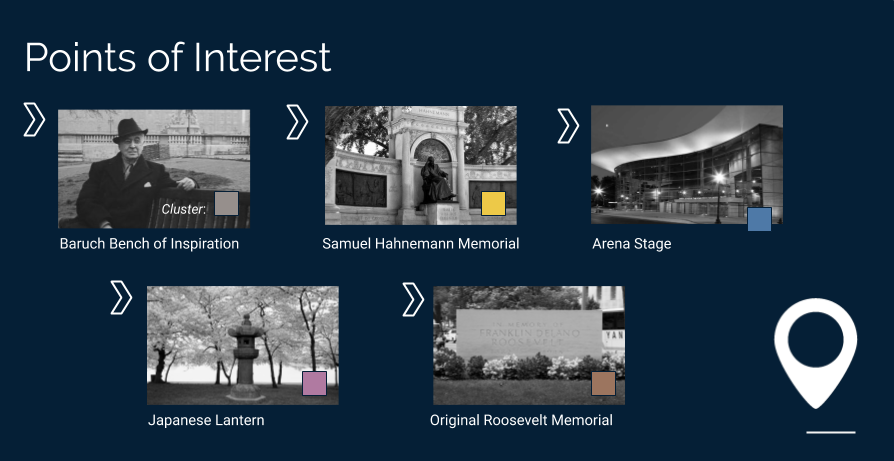 Points of Interest
Cluster:
Baruch Bench of Inspiration
Samuel Hahnemann Memorial
Arena Stage
IN MEMORY OF
FRANKLIN DELANO
ROOSEVELT
YAN
Japanese Lantern
Original Roosevelt Memorial